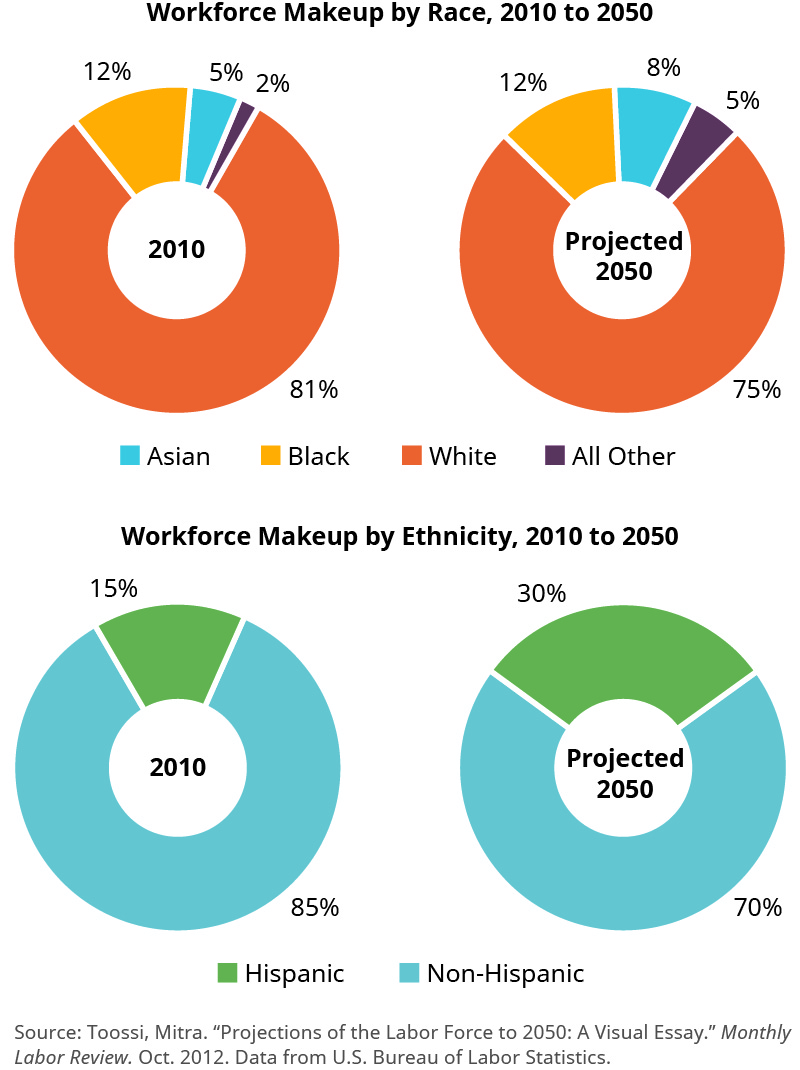 Workforce Makeup by Race, 2010 to 2050
12%
5%
2%
2010
81%
12%
8%
5%
Projected
2050
75%
Asian
Black
White
All Other
Workforce Makeup by Ethnicity, 2010 to 2050
15%
2010
85%
30%
Projected
2050
70%
Hispanic
Non-Hispanic
Source: Toossi, Mitra. “Projections of the Labor Force to 2050: A Visual Essay.” Monthly
Labor Review. Oct. 2012. Data from U.S. Bureau of Labor Statistics.